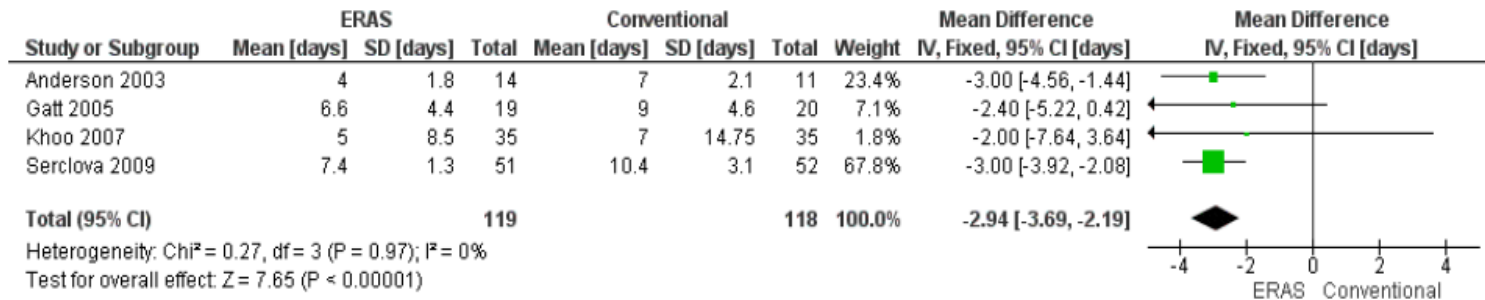 ERAS Conventional Mean Difference Mean Difference
Study or Subgroup Mean [days] SD [days] Total Mean [days] SD [days] Total Weight IV, Fixed, 95% CI [days] IV, Fixed, 95% CI [days]
Anderson 2003 4 1.8 14 7 2.1 11 23.4% -3.00 [-4.56, -1.44]
Gatt 2005 6.6 4.4 19 9 4.6 20 7.1% -2.40 [-5.22, 0.42]
Khoo 2007 5 8.5 35 7 14.75 35 1.8% -2.00 [-7.64, 3.64]
Serclova 2009 7.4 1.3 51 10.4 3.1 52 67.8% -3.00 [-3.92, -2.08]
Total (95% CI) 119 118 100.0% -2.94 [-3.69, -2.19]
Heterogeneity: Chi² = 0.27, df = 3 (P = 0.97); I² = 0%
Test for overall effect: Z = 7.65 (P < 0.00001)
-4 -2 0 2 4
ERAS Conventional